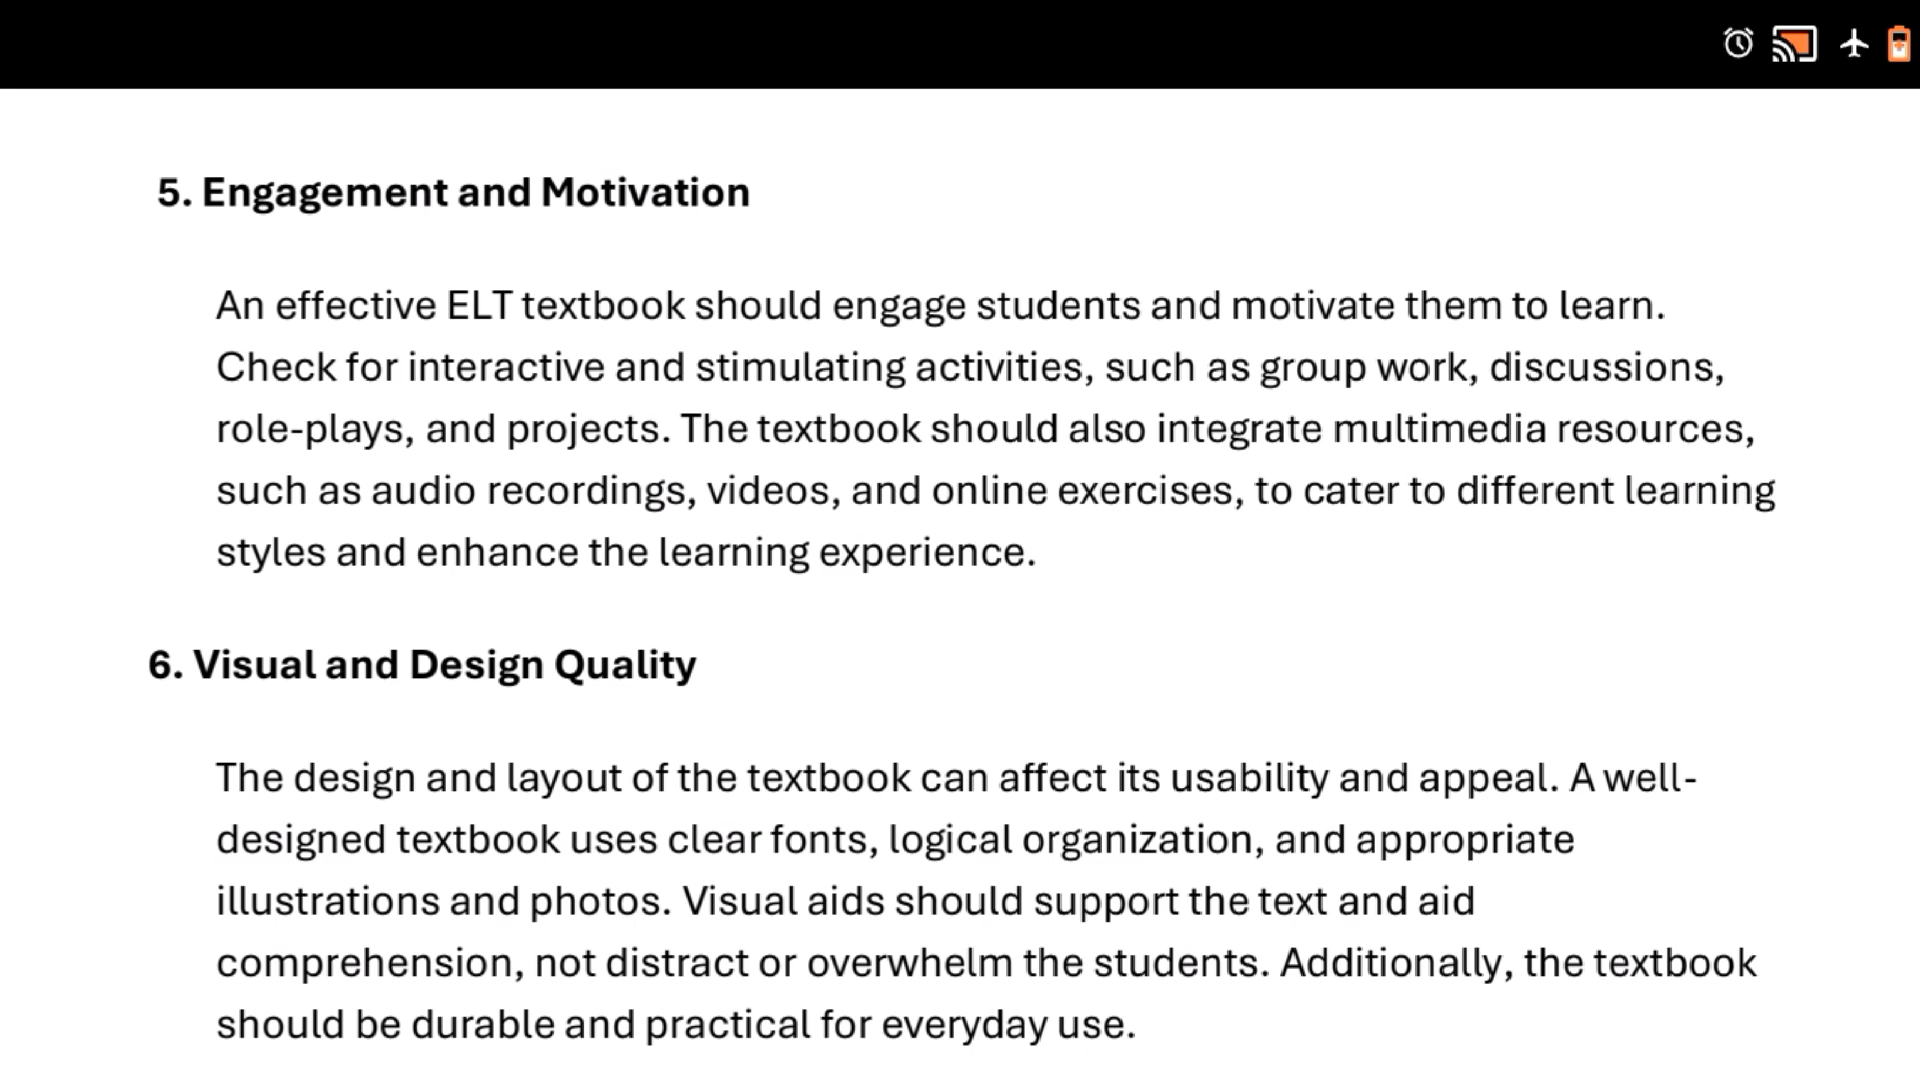 5. Engagement and Motivation
An effective ELT textbook should engage students and motivate them to learn.
Check for interactive and stimulating activities, such as group work, discussions,
role-plays, and projects. The textbook should also integrate multimedia resources,
such as audio recordings, videos, and online exercises, to cater to different learning
styles and enhance the learning experience.
6. Visual and Design Quality
The design and layout of the textbook can affect its usability and appeal. A well-
designed textbook uses clear fonts, logical organization, and appropriate
illustrations and photos. Visual aids should support the text and aid
comprehension, not distract or overwhelm the students. Additionally, the textbook
should be durable and practical for everyday use.